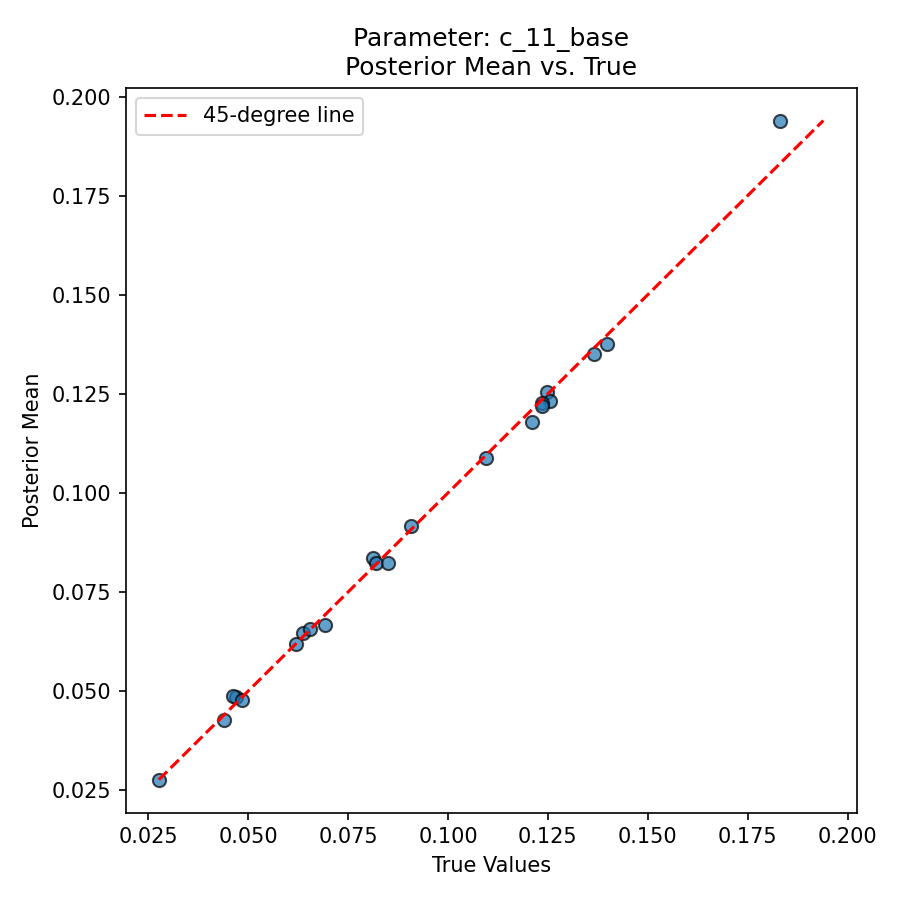 Parameter: c_11_base
Posterior Mean vs. True
45-degree line
0.200
0.175
0.150
0.125
0.100
0.075
0.050
0.025
Posterior Mean
0.025 0.050 0.075 0.100 0.125 0.150 0.175 0.200
True Values